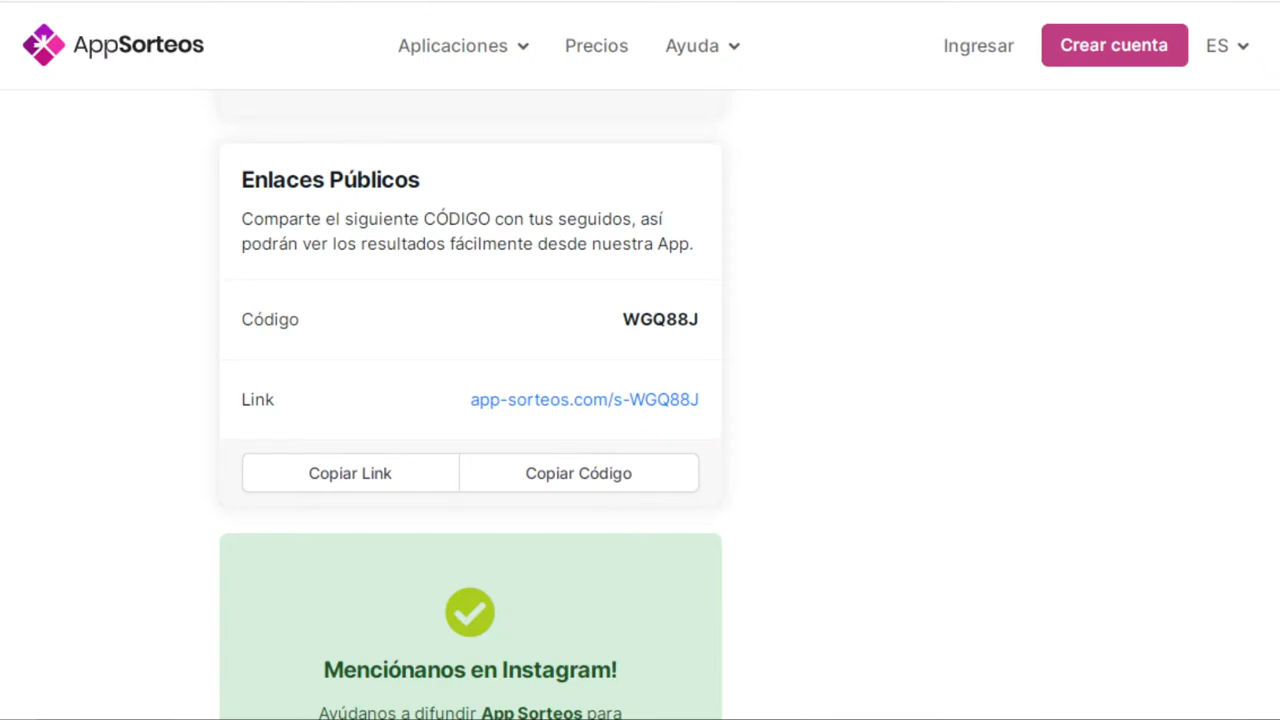 AppSorteos
Aplicaciones
Precios
Ayuda
Ingresar
Crear cuenta
ES
Enlaces Públicos
Comparte el siguiente CÓDIGO con tus seguidos, así
podrán ver los resultados fácilmente desde nuestra App.
Código
WGQ88J
Link
app-sorteos.com/s-WGQ88J
Copiar Link
Copiar Código
Menciónanos en Instagram!
Ayúdanos a difundir App Sorteos para